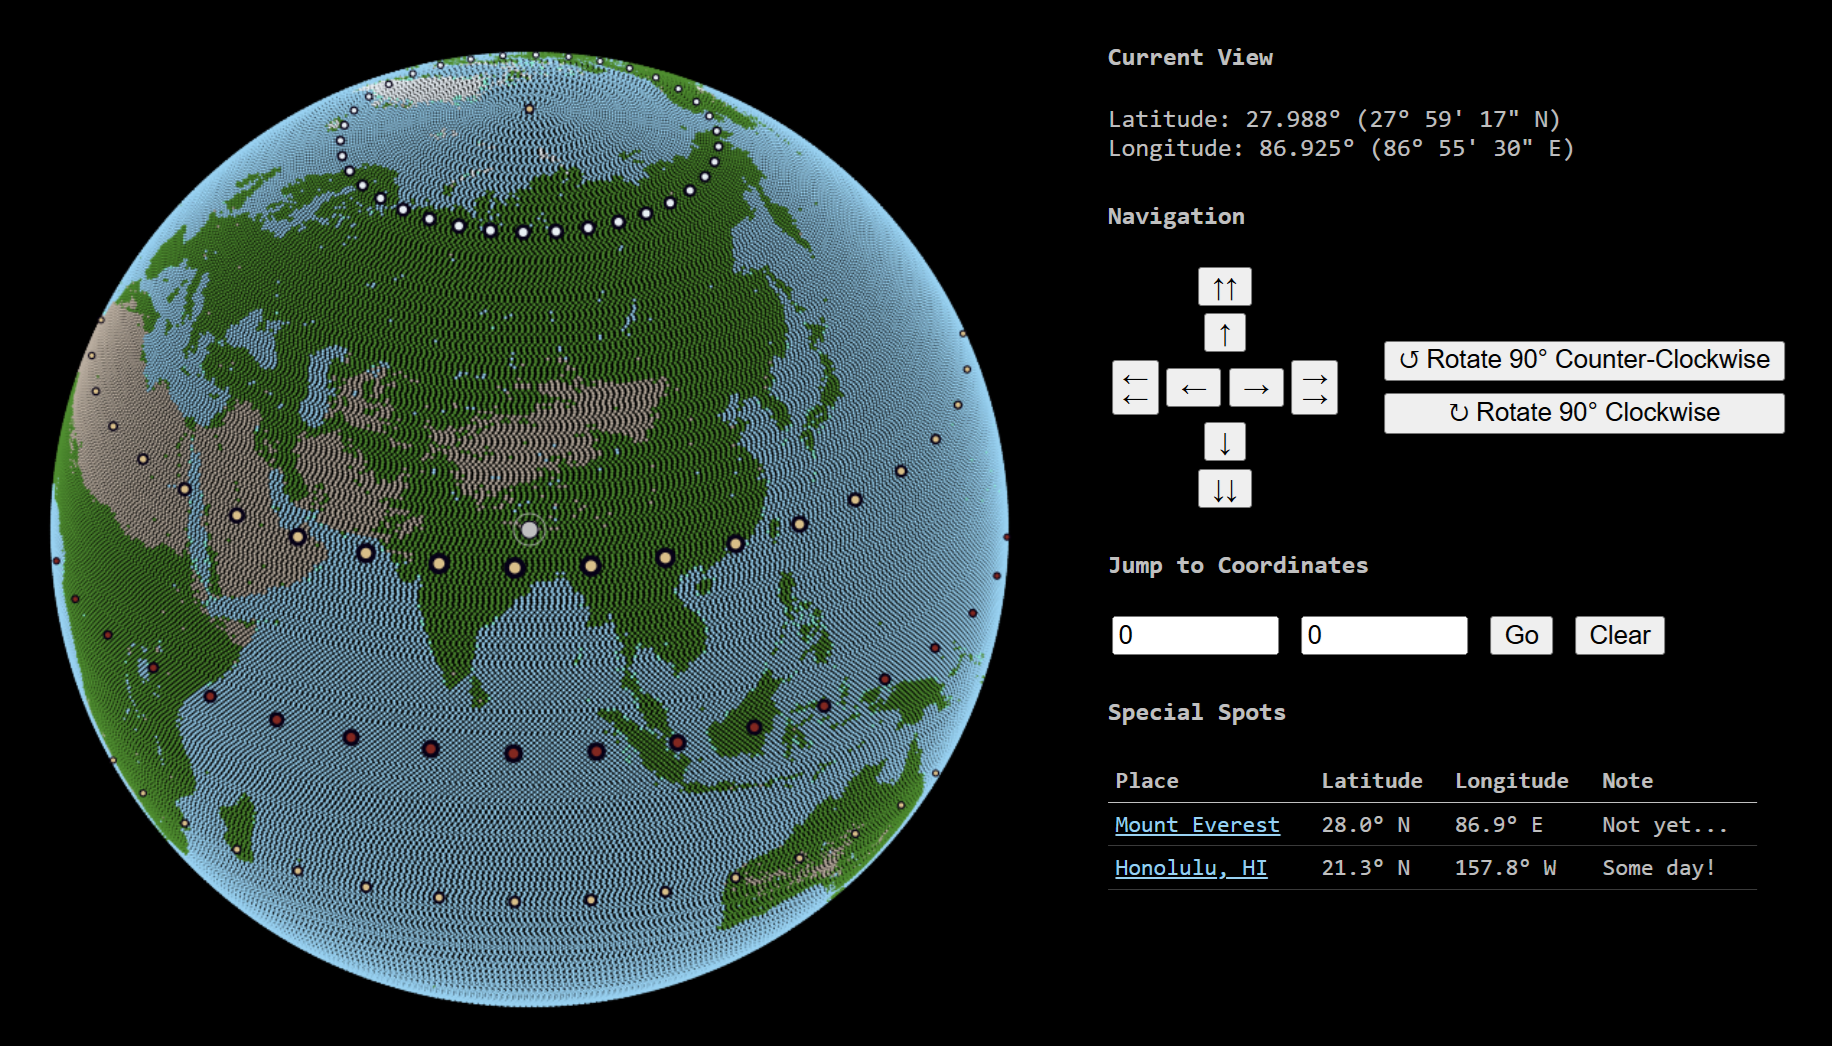 Current View
Latitude: 27.988° (27° 59' 17" N)
Longitude: 86.925° (86° 55' 30" E)
Navigation
↑↑
↑
←← ← → →→
↓
↓↓
↺ Rotate 90° Counter-Clockwise
↻ Rotate 90° Clockwise
Jump to Coordinates
0 0 Go Clear
Special Spots
Place Latitude Longitude Note
Mount Everest 28.0° N 86.9° E Not yet...
Honolulu, HI 21.3° N 157.8° W Some day!